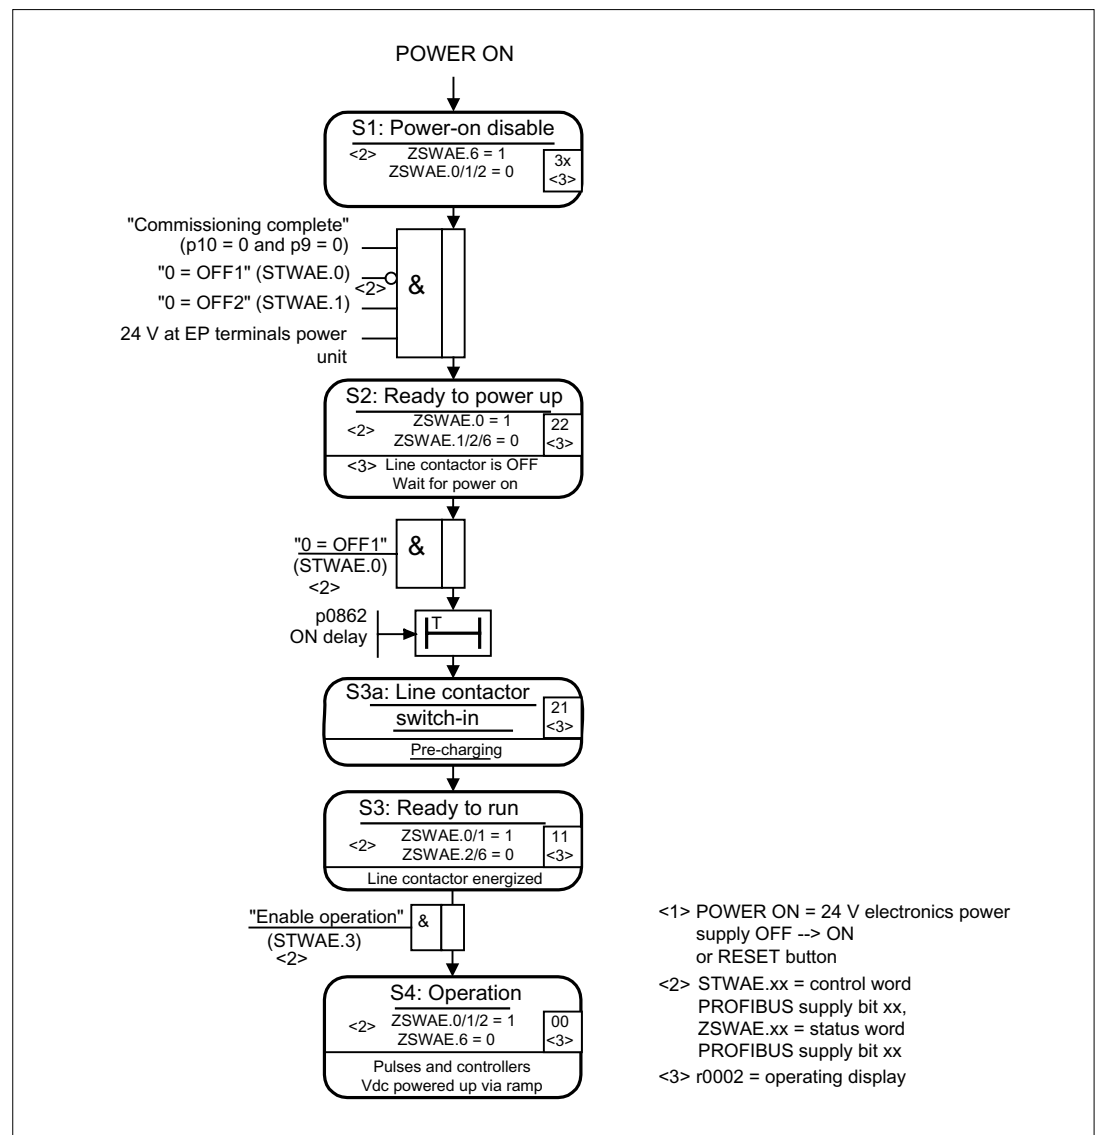 POWER ON
S1: Power-on disable
<2> ZSWAE.6 = 1
ZSWAE.0/1/2 = 0
3x
<3>
"Commissioning complete"
(p10 = 0 and p9 = 0)
"0 = OFF1" (STWAE.0)
<2>
&
"0 = OFF2" (STWAE.1)
24 V at EP terminals power
unit
S2: Ready to power up
<2> ZSWAE.0 = 1
ZSWAE.1/2/6 = 0
22
<3>
<3> Line contactor is OFF
Wait for power on
"0 = OFF1"
(STWAE.0)
<2>
&
p0862
ON delay
T
S3a: Line contactor
switch-in
21
<3>
Pre-charging
S3: Ready to run
<2> ZSWAE.0/1 = 1
ZSWAE.2/6 = 0
11
<3>
Line contactor energized
"Enable operation"
(STWAE.3)
<2>
&
S4: Operation
<2> ZSWAE.0/1/2 = 1
ZSWAE.6 = 0
00
<3>
Pulses and controllers
Vdc powered up via ramp
<1> POWER ON = 24 V electronics power
supply OFF --> ON
or RESET button
<2> STWAE.xx = control word
PROFIBUS supply bit xx,
ZSWAE.xx = status word
PROFIBUS supply bit xx
<3> r0002 = operating display